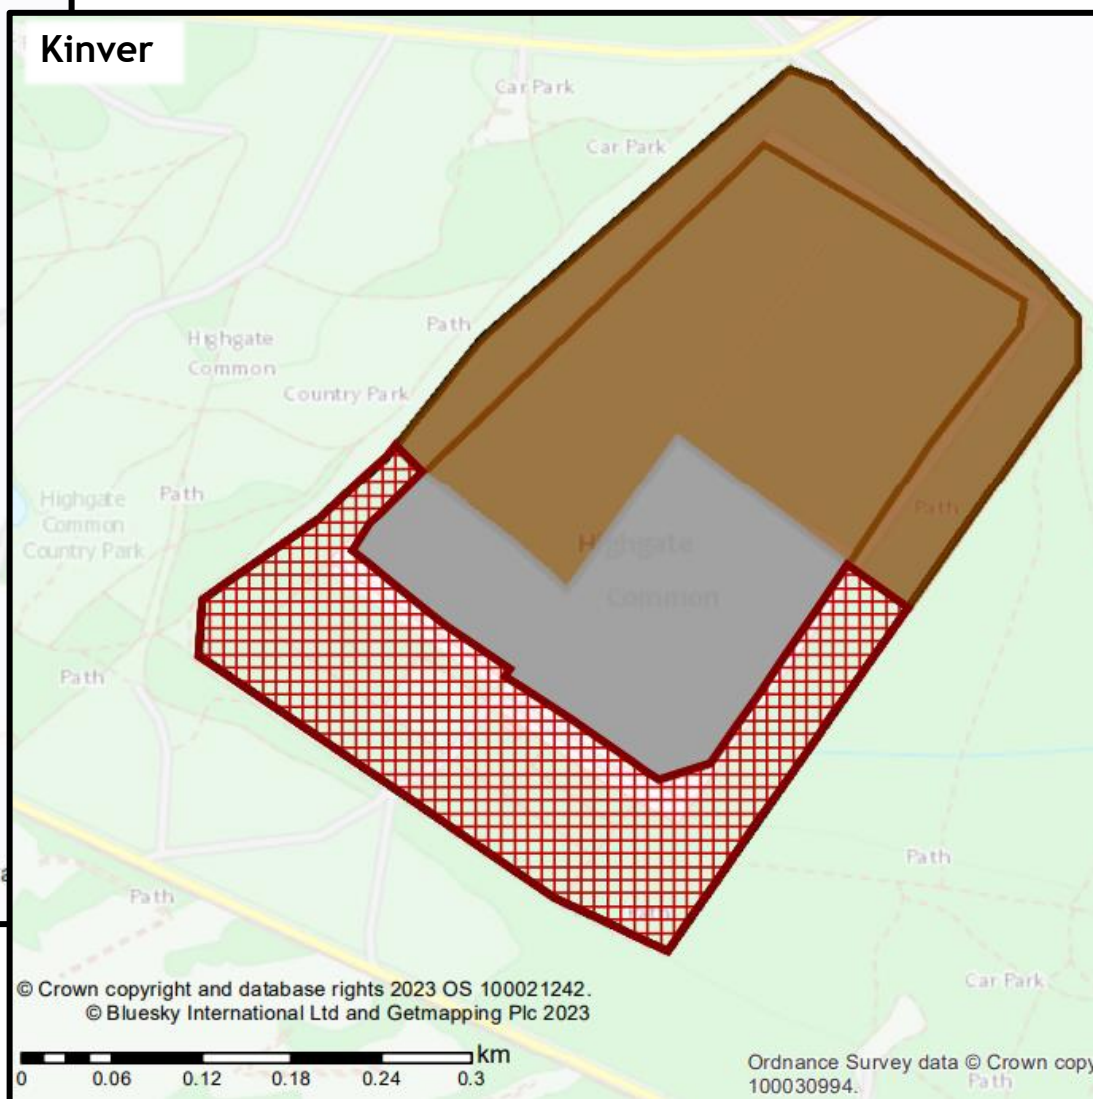 Kinver
Car Park
Car Park
Path
Highgate
Common
Country Park
Highgate
Common
Country Park
Path
Path
Highgate
Common
Path
Path
Path
Car Park
© Crown copyright and database rights 2023 OS 100021242.
© Bluesky International Ltd and Getmapping Plc 2023
km
0 0.06 0.12 0.18 0.24 0.3
Ordnance Survey data © Crown copy
100030994.
Path